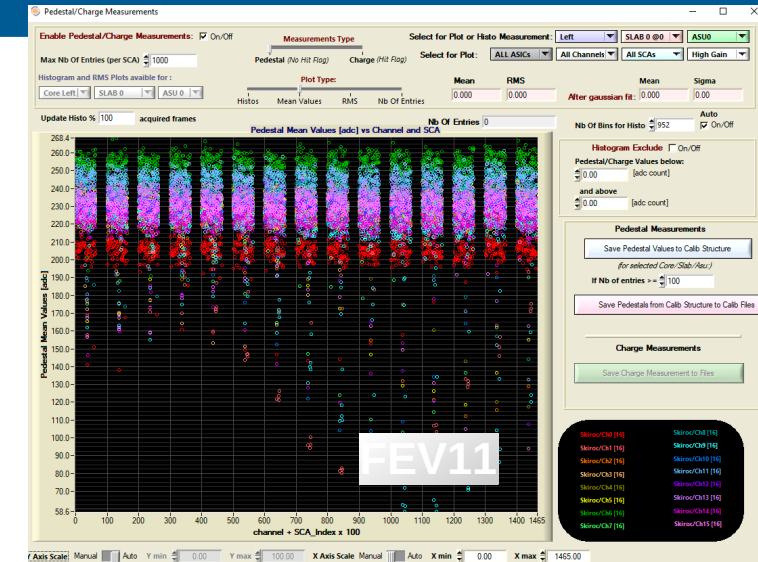 Pedestal/Charge Measurements
Enable Pedestal/Charge Measurements: On/Off
Max Nb Of Entries (per SCA) 1000
Measurements Type
Pedestal (No Hit Flag) Charge (Hit Flag)
Select for Plot or Histo Measurement: Left SLAB 0 @0 ASU0
Select for Plot: ALL ASICs All Channels All SCAs High Gain
Histogram and RMS Plots avaible for :
Core Left SLAB 0 ASU 0
Plot Type:
Histos Mean Values RMS Nb Of Entries
Mean RMS
0.000 0.000
Mean Sigma
After gaussian fit: 0.000 0.00
Update Histo % 100 acquired frames
Nb Of Entries 0
Nb Of Bins for Histo 952
Auto
On/Off
Pedestal Mean Values [adc] vs Channel and SCA
268.4
260.0
250.0
240.0
230.0
220.0
210.0
200.0
190.0
180.0
170.0
160.0
150.0
140.0
130.0
120.0
110.0
100.0
90.0
80.0
70.0
58.6
Pedestal Mean Values [adc]
0 100 200 300 400 500 600 700 800 900 1000 1100 1200 1300 1400 1465
channel + SCA_Index x 100
FEV11
Histogram Exclude On/Off
Pedestal/Charge Values below:
0.00 [adc count]
and above
0.00 [adc count]
Pedestal Measurements
Save Pedestal Values to Calib Structure
(for selected Core/Slab/Asu:)
If Nb of entries >= 100
Save Pedestals from Calib Structure to Calib Files
Charge Measurements
Save Charge Measurement to Files
Skiroc/Ch0 [16] Skiroc/Ch8 [16]
Skiroc/Ch1 [16] Skiroc/Ch9 [16]
Skiroc/Ch2 [16] Skiroc/Ch10 [16]
Skiroc/Ch3 [16] Skiroc/Ch11 [16]
Skiroc/Ch4 [16] Skiroc/Ch12 [16]
Skiroc/Ch5 [16] Skiroc/Ch13 [16]
Skiroc/Ch6 [16] Skiroc/Ch14 [16]
Skiroc/Ch7 [16] Skiroc/Ch15 [16]
Y Axis Scale: Manual Auto Y min 0.00 Y max 100.00 X Axis Scale Manual Auto X min 0.00 X max 1465.00